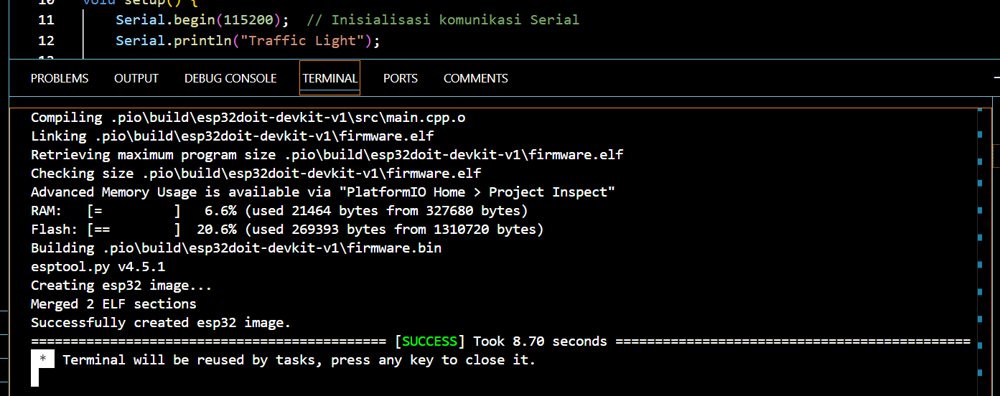 10 void setup() {
11 Serial.begin(115200); // Inisialisasi komunikasi Serial
12 Serial.println("Traffic Light");
PROBLEMS OUTPUT DEBUG CONSOLE TERMINAL PORTS COMMENTS
Compiling .pio\build\esp32doit-devkit-v1\src\main.cpp.o
Linking .pio\build\esp32doit-devkit-v1\firmware.elf
Retrieving maximum program size .pio\build\esp32doit-devkit-v1\firmware.elf
Checking size .pio\build\esp32doit-devkit-v1\firmware.elf
Advanced Memory Usage is available via "PlatformIO Home > Project Inspect"
RAM:   [=         ]   6.6% (used 21464 bytes from 327680 bytes)
Flash: [==        ]  20.6% (used 269393 bytes from 1310720 bytes)
Building .pio\build\esp32doit-devkit-v1\firmware.bin
esptool.py v4.5.1
Creating esp32 image...
Merged 2 ELF sections
Successfully created esp32 image.
============================================= [SUCCESS] Took 8.70 seconds =============================================
* Terminal will be reused by tasks, press any key to close it.